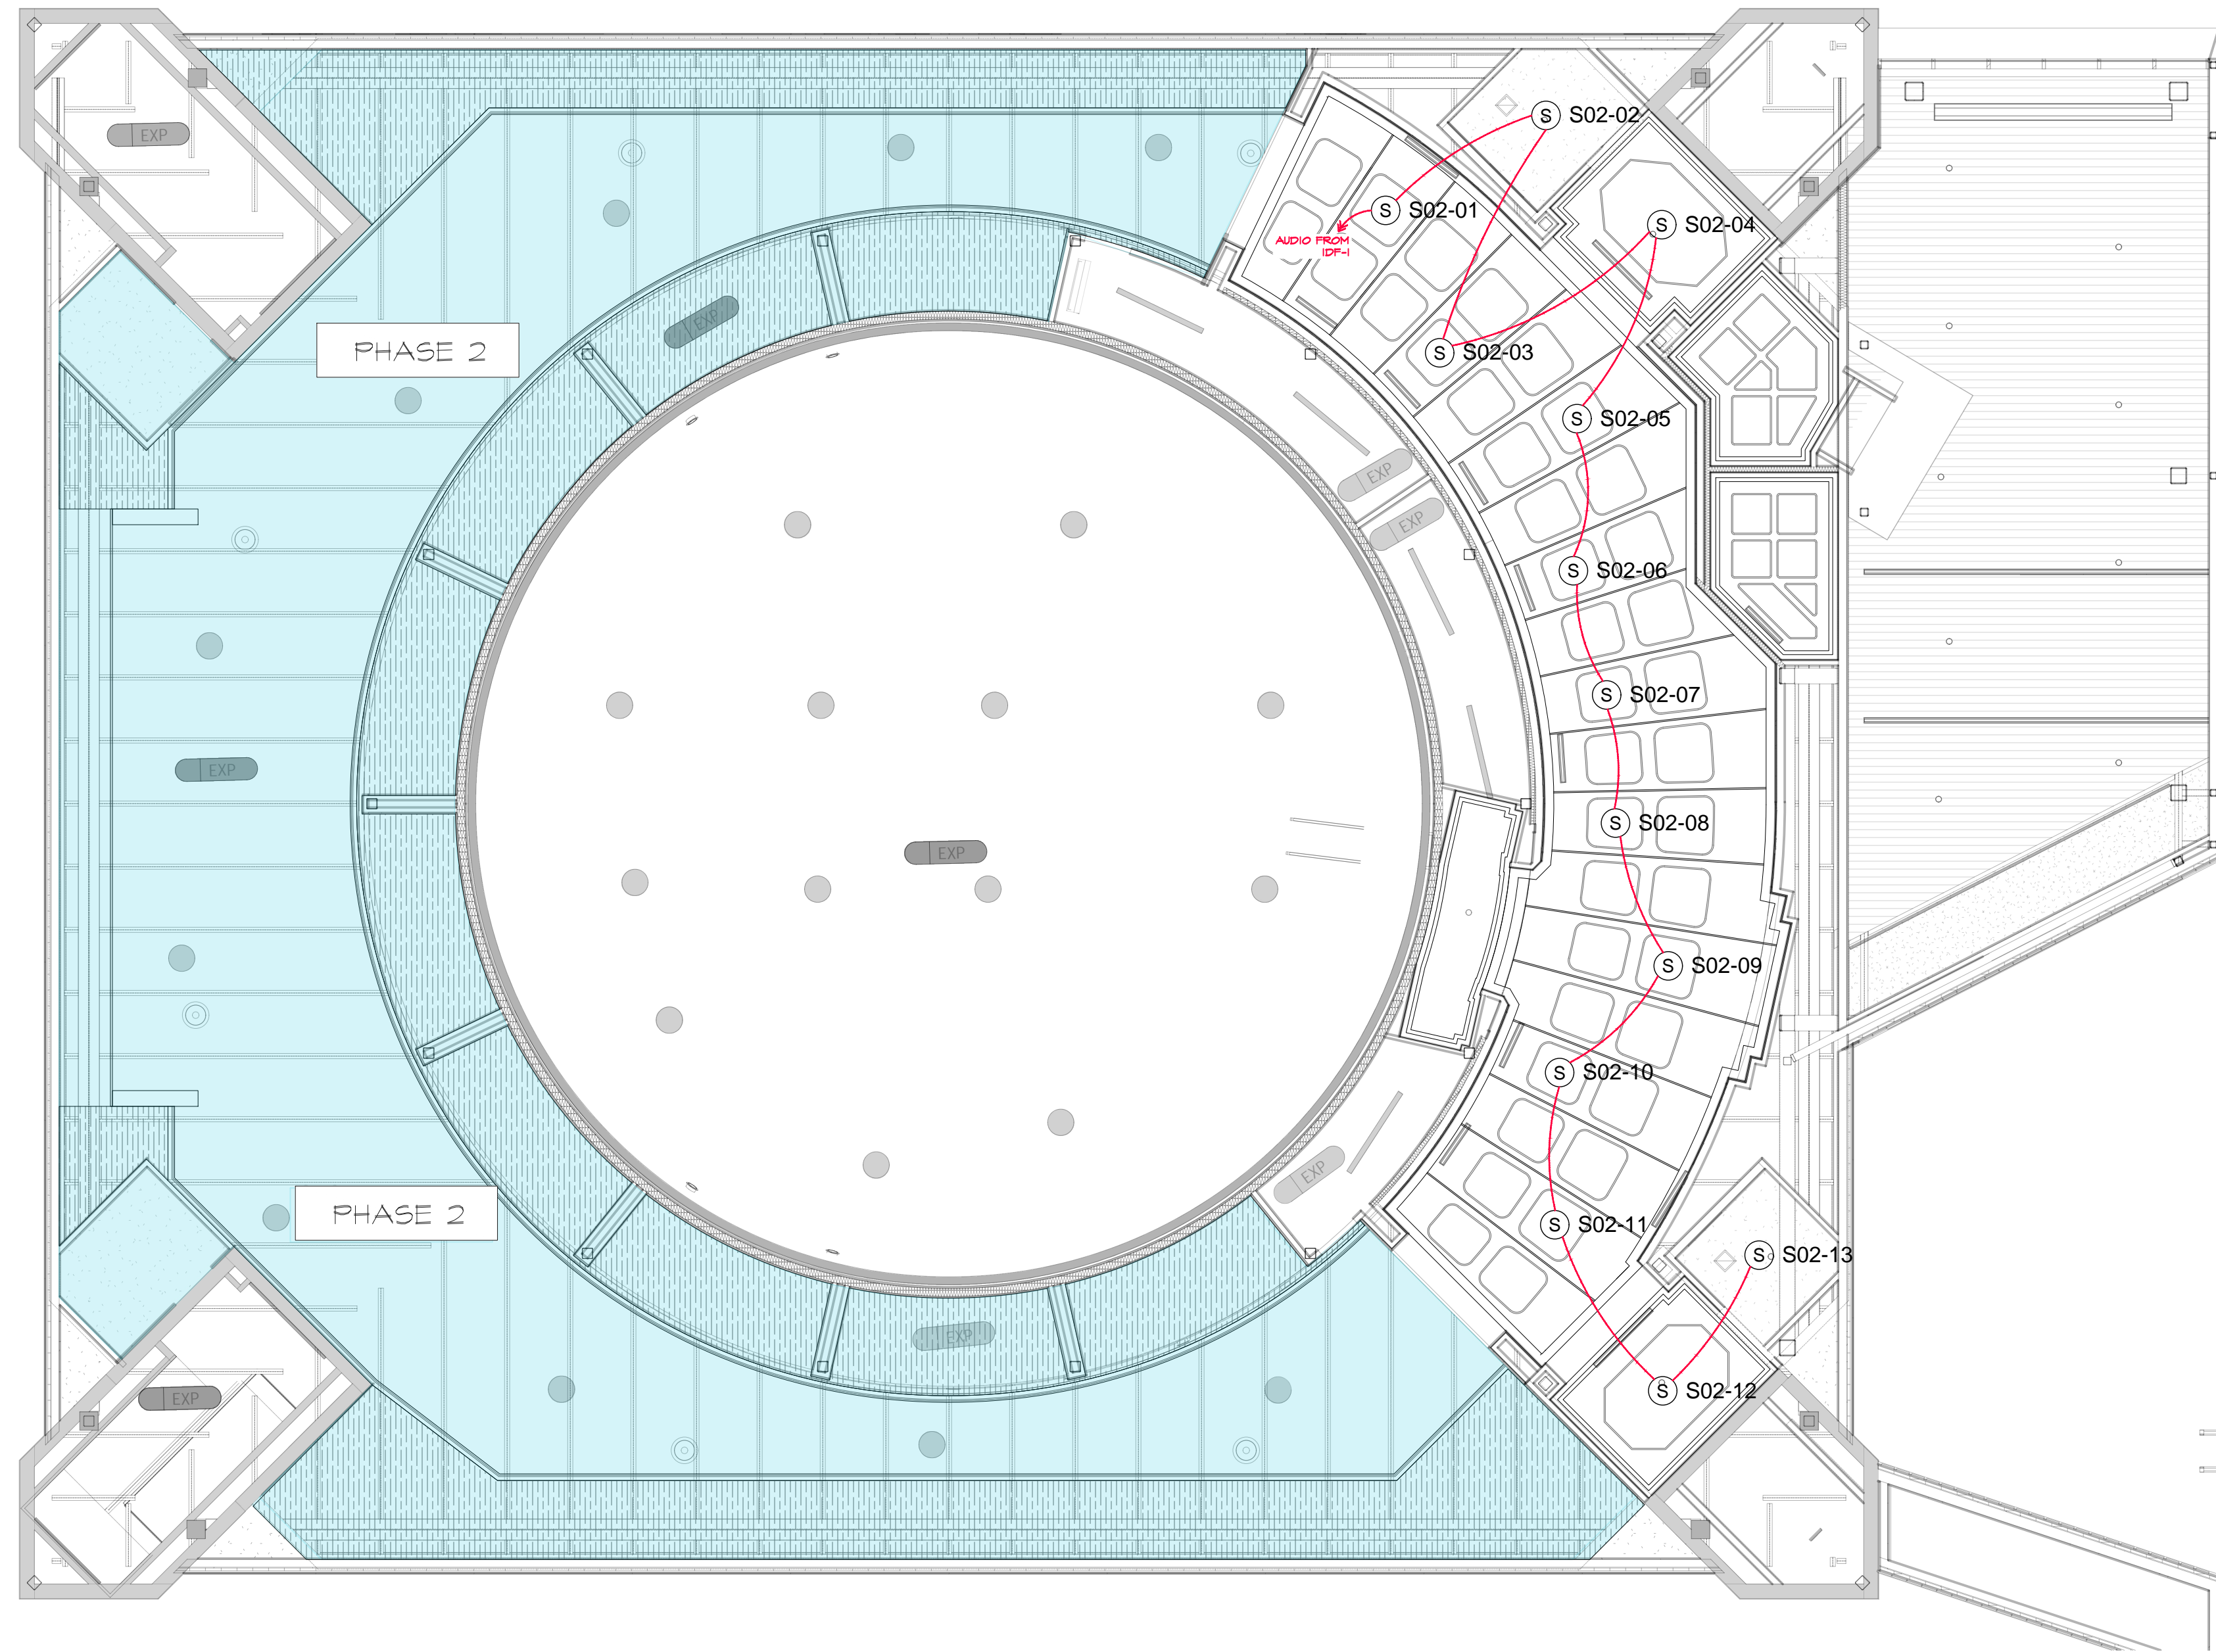 EXP
S S02-02
S S02-01
AUDIO FROM
IDF-1
S S02-04
EXP
PHASE 2
S S02-03
S S02-05
EXP
EXP
S S02-06
S S02-07
EXP
S S02-08
EXP
S S02-09
S S02-10
EXP
PHASE 2
S S02-11
S S02-13
EXP
EXP
S S02-12